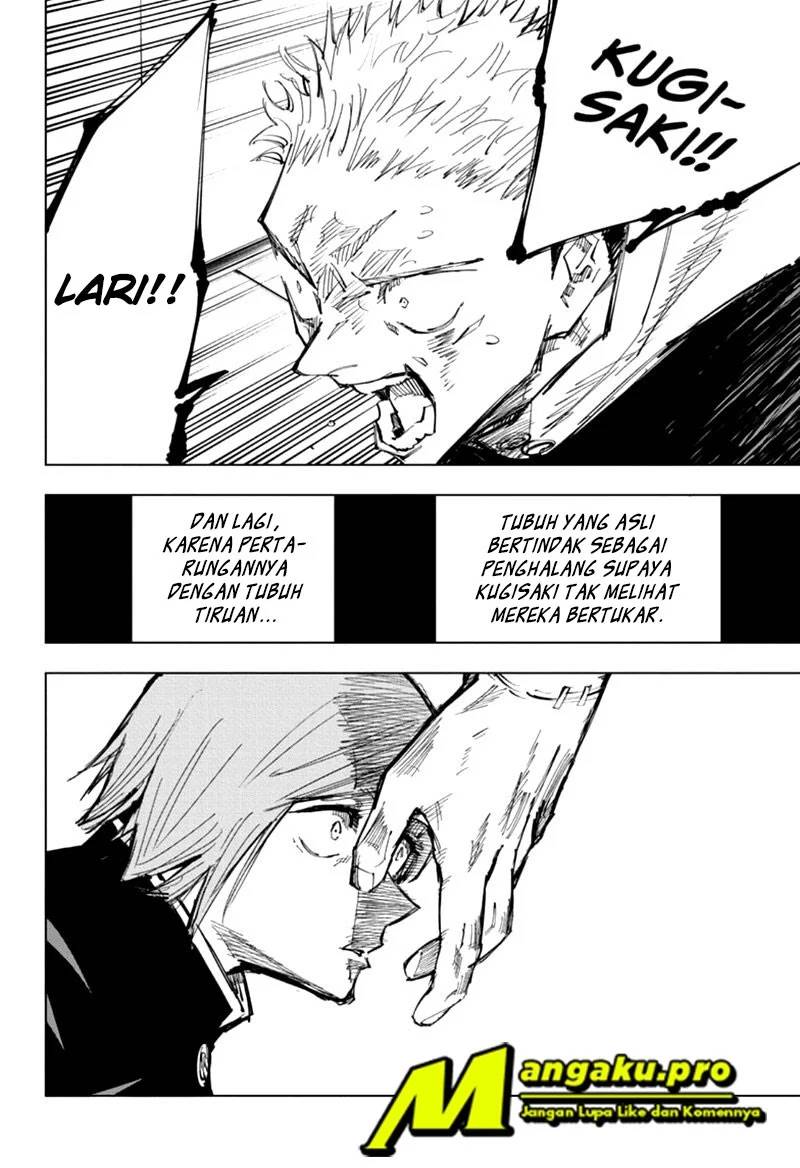 KUGI-
SAKI!!!
LARI!!!
TUBUH YANG ASLI
BERTINDAK SEBAGAI
PENGHALANG SUPAYA
KUGISAKI TAK MELIHAT
MEREKA BERTUKAR.
DAN LAGI,
KARENA PERTA-
RUNGANNYA
DENGAN TUBUH
TIRUAN...
Mangaku.pro
Jangan Lupa Like dan Komennya